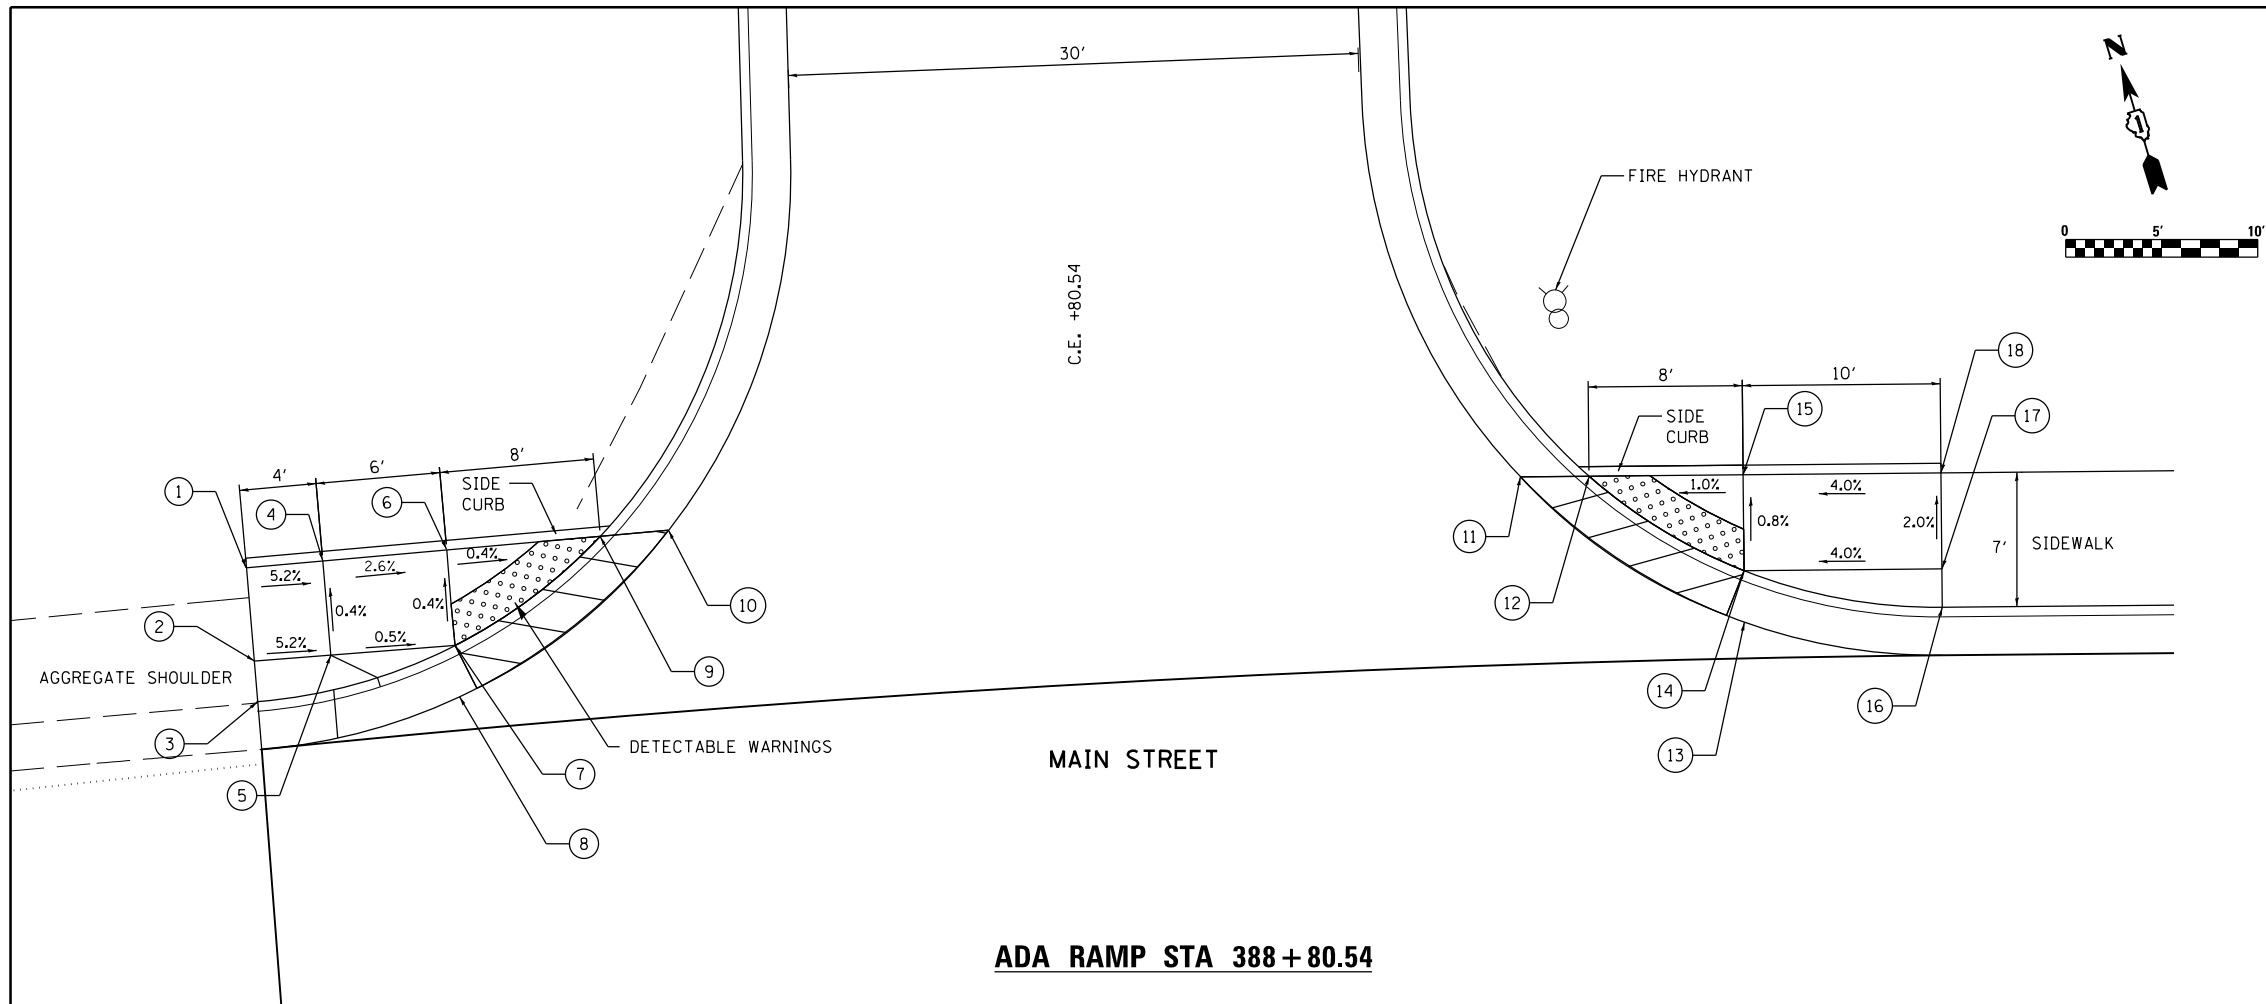 30'
N
FIRE HYDRANT
0 5' 10'
C.E. +80.54
18
8'
10'
15
17
SIDE
CURB
4'
6'
8'
1
4
6
SIDE
CURB
1.0%
4.0%
11
0.8%
2.0%
7'
SIDEWALK
0.4%
5.2%
2.6%
0.4%
0.4%
4.0%
10
12
2
5.2%
0.5%
AGGREGATE SHOULDER
9
14
16
3
DETECTABLE WARNINGS
7
MAIN STREET
13
5
8
ADA RAMP STA 388+80.54